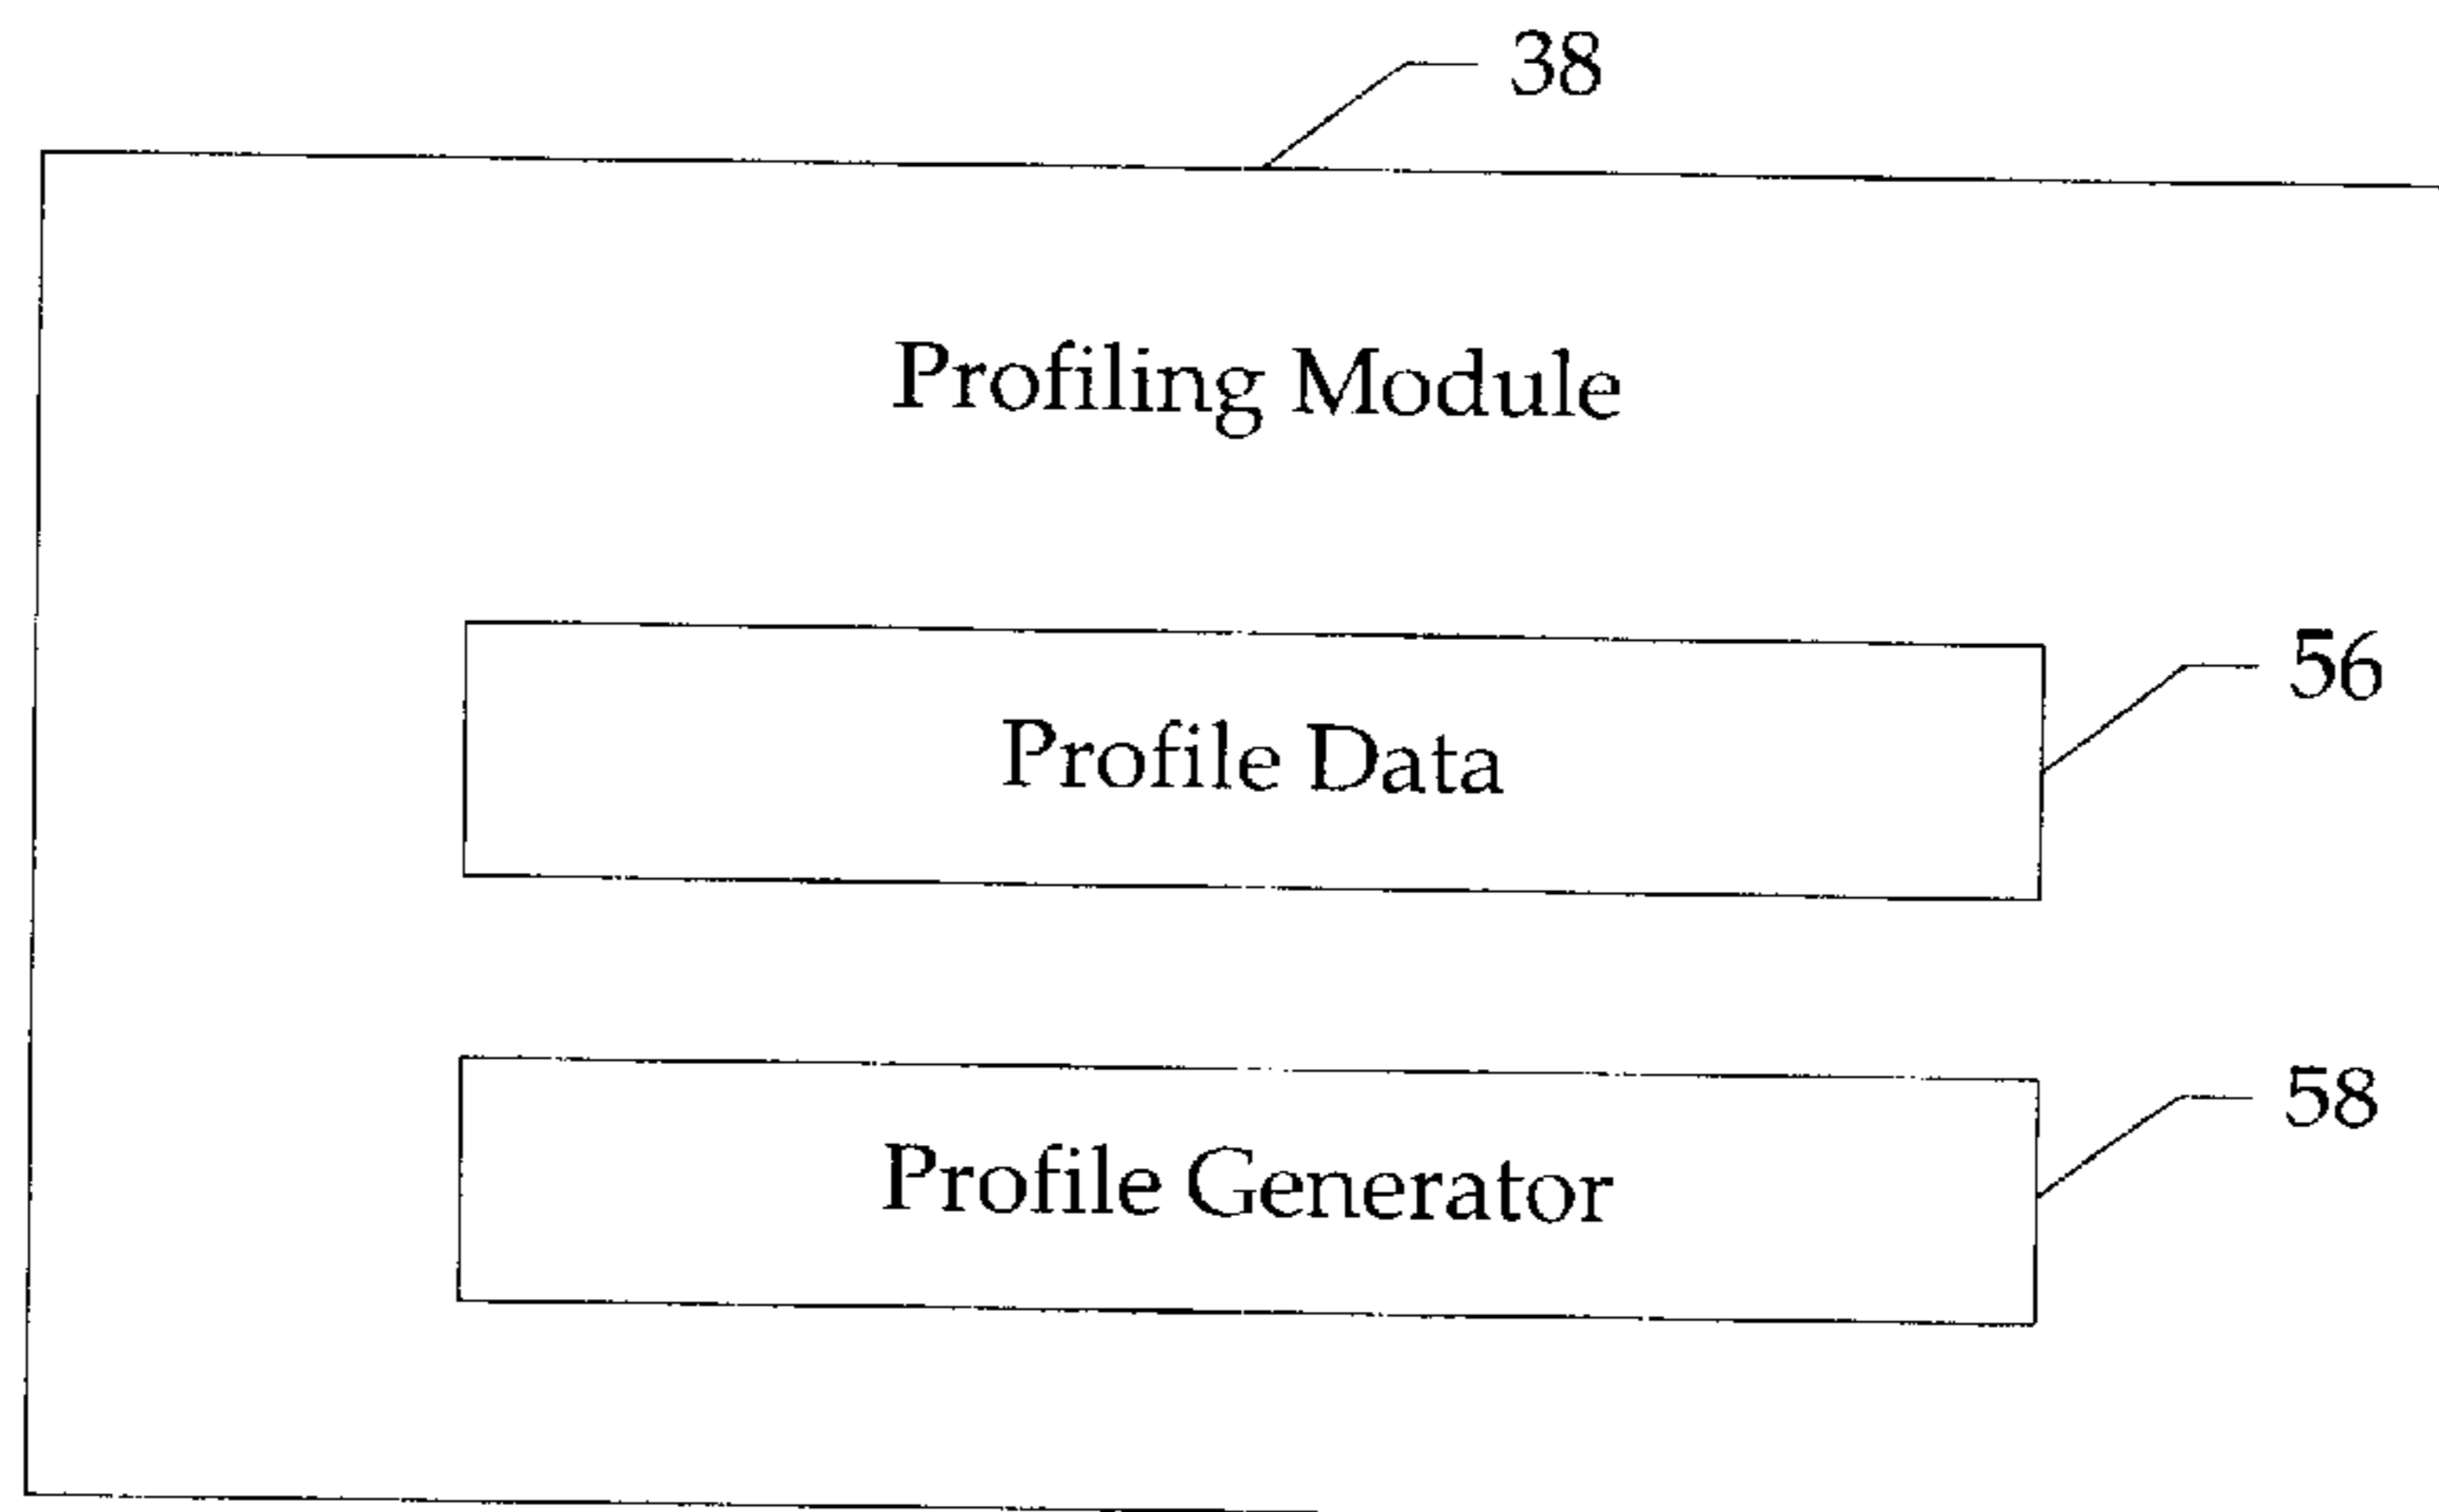 38
Profiling Module
56
Profile Data
58
Profile Generator